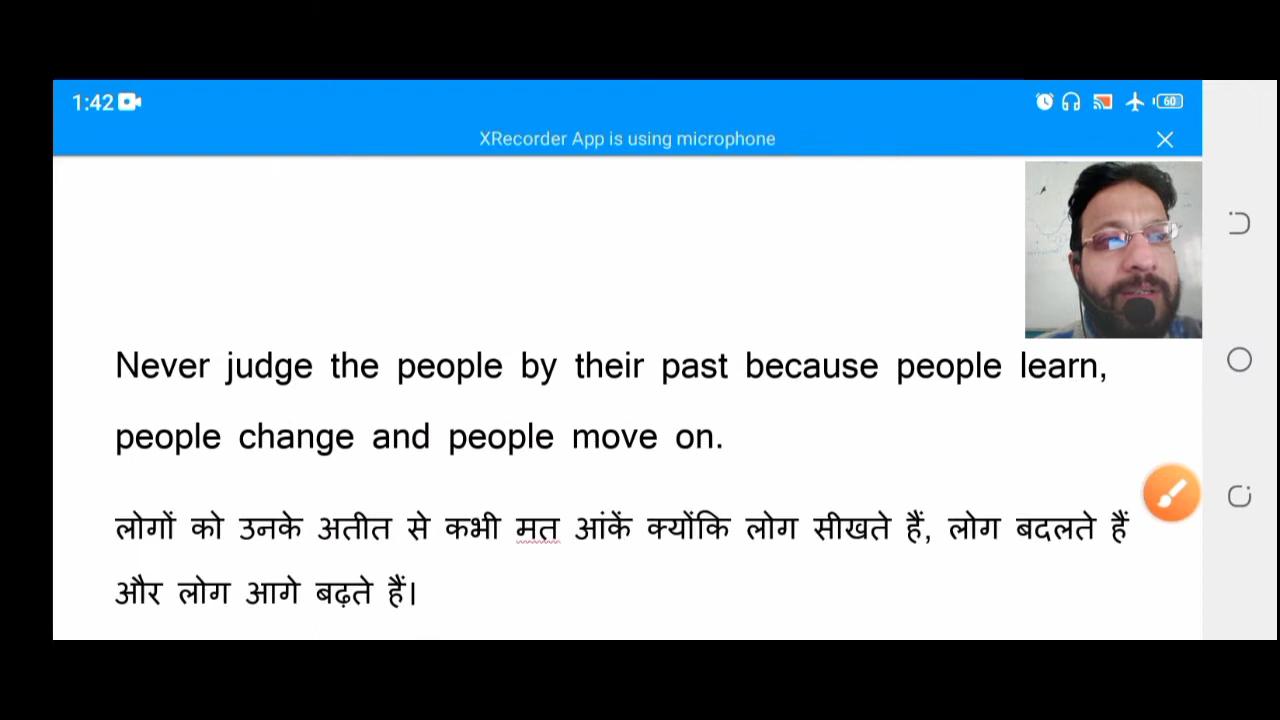 1:42
60
XRecorder App is using microphone
Never judge the people by their past because people learn,
people change and people move on.
लोगों को उनके अतीत से कभी मत आंकें क्योंकि लोग सीखते हैं, लोग बदलते हैं
और लोग आगे बढ़ते हैं।